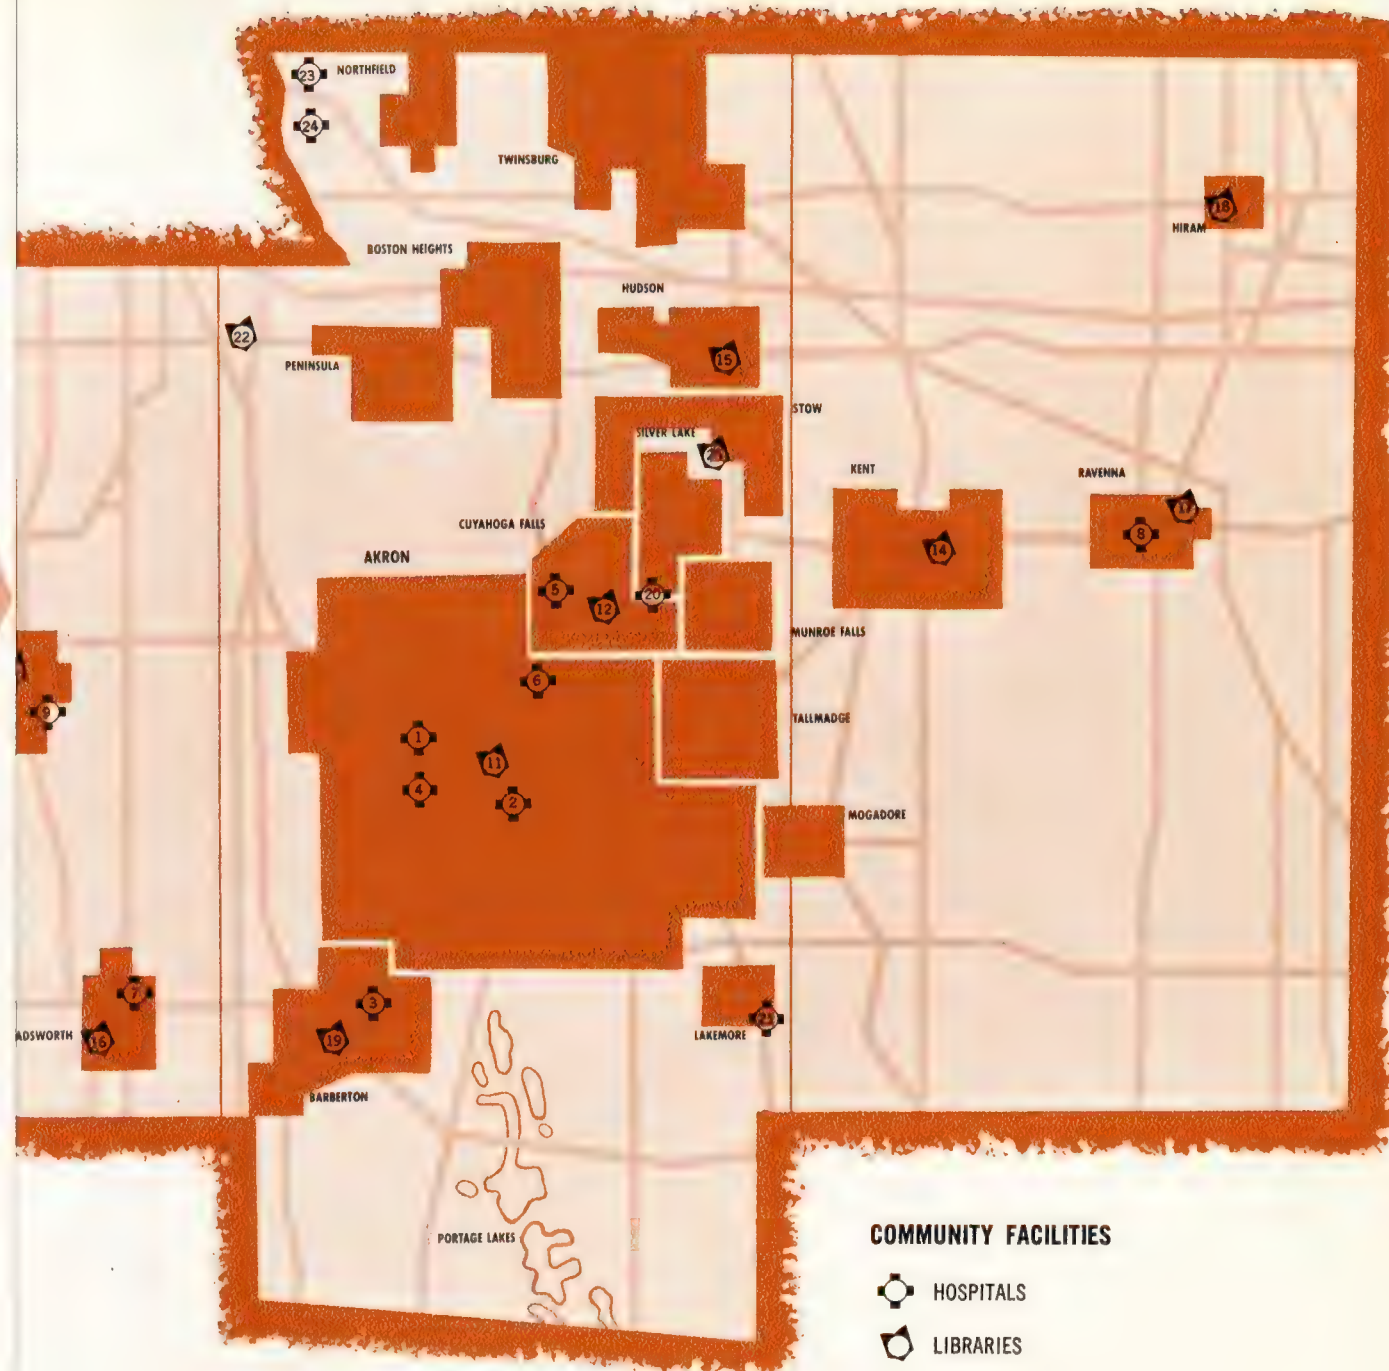 23
NORTHFIELD
24
TWINSBURG
18
HIRAM
BOSTON HEIGHTS
HUDSON
22
15
PENINSULA
STOW
SILVER LAKE
KENT
RAVENNA
17
CUYAHOGA FALLS
8
14
AKRON
5
12
20
MUNROE FALLS
6
9
TALLMADGE
1
11
4
2
MOGADORE
7
3
21
ADSWORTH
16
19
LAKEMORE
BARBERTON
PORTAGE LAKES
COMMUNITY FACILITIES
HOSPITALS
LIBRARIES